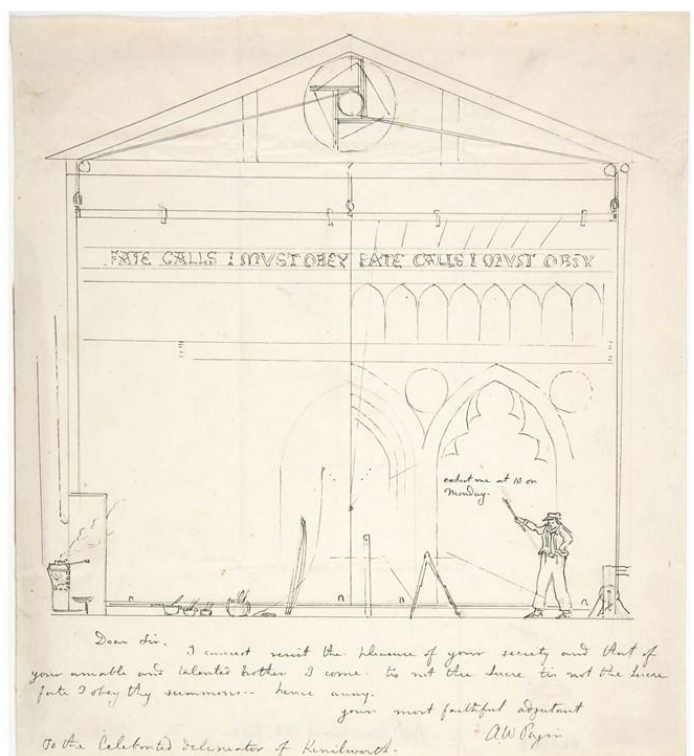 FATE CALLS I MUST OBEY FATE CALLS I MUST OBEY
expect me at 10 on
Monday.
Dear Sir.
I cannot resist the pleasure of your society and that of
your amiable and talented brother I come. tis not the lucre tis not the lucre
fate I obey thy summons.. hence away.
your most faithful adjutant
AW Pugin
To the Celebrated delineator of Kenilworth.